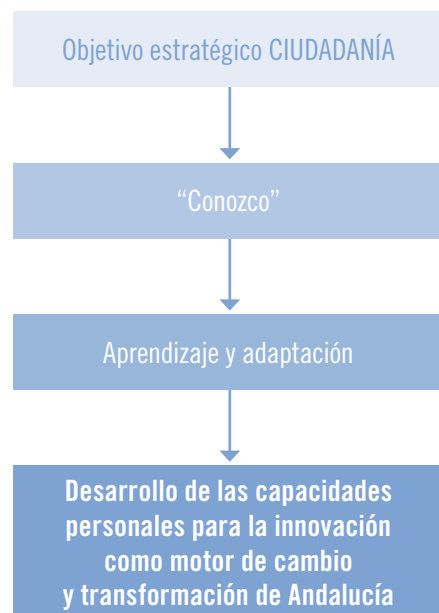 Objetivo estratégico CIUDADANÍA
“Conozco”
Aprendizaje y adaptación
Desarrollo de las capacidades
personales para la innovación
como motor de cambio
y transformación de Andalucía